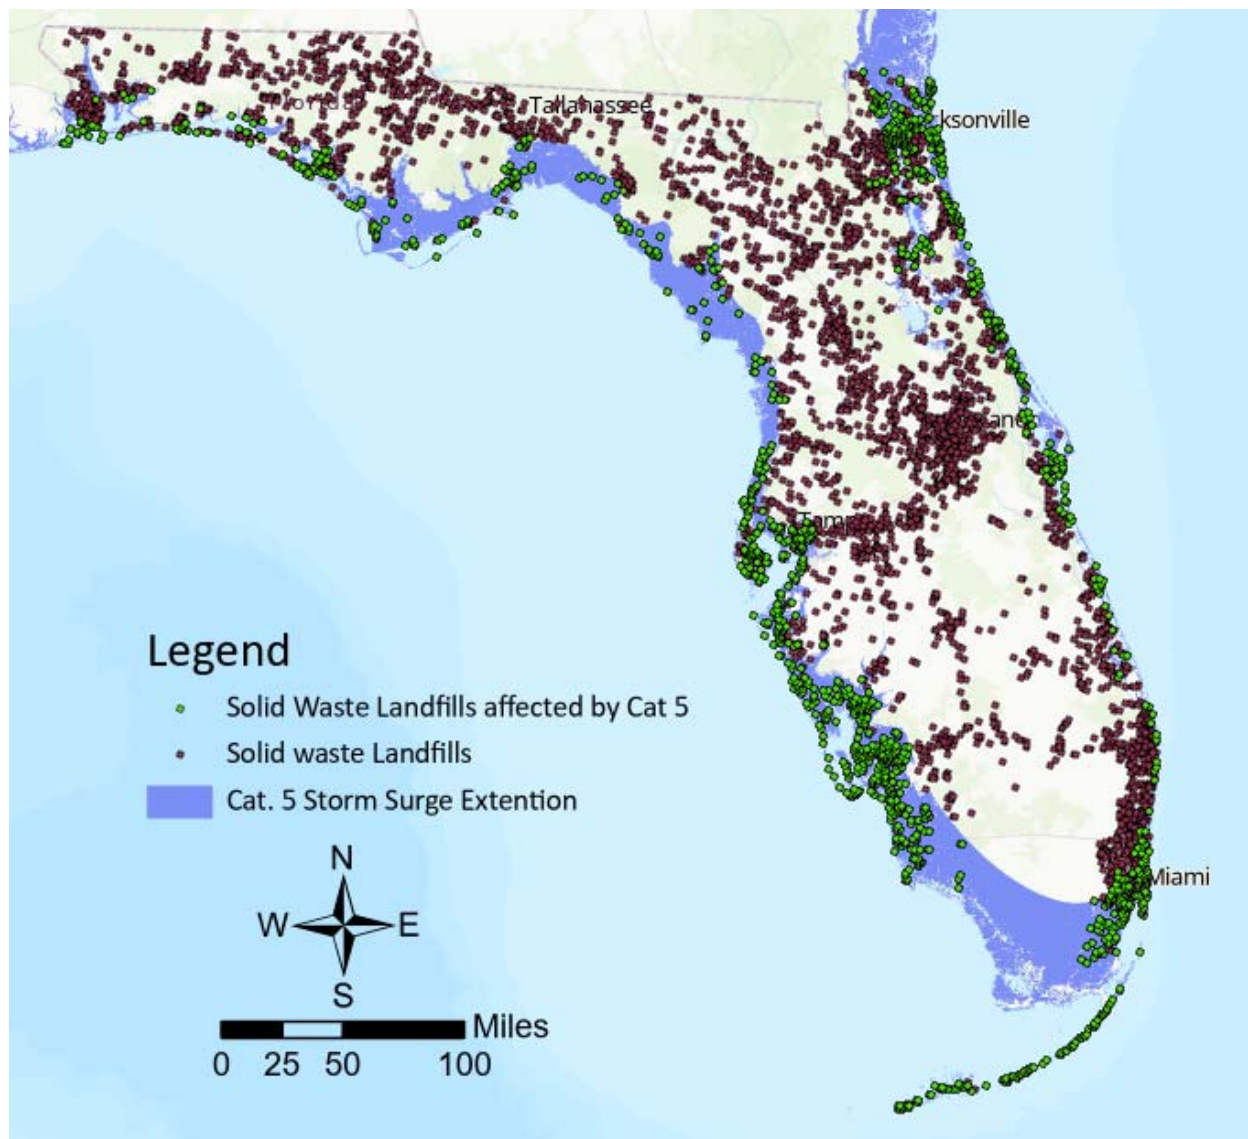 Tallahassee
ksonville
Miami
Legend
Solid Waste Landfills affected by Cat 5
Solid waste Landfills
Cat. 5 Storm Surge Extention
N
W E
S
Miles
0 25 50 100